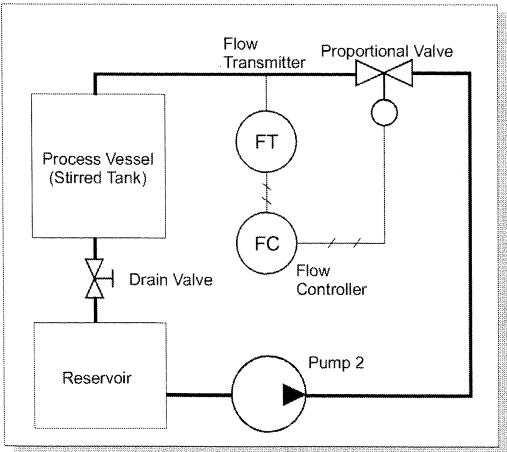 Flow
Transmitter
Proportional Valve
FT
Process Vessel
(Stirred Tank)
FC
Flow
Controller
Drain Valve
Reservoir
Pump 2